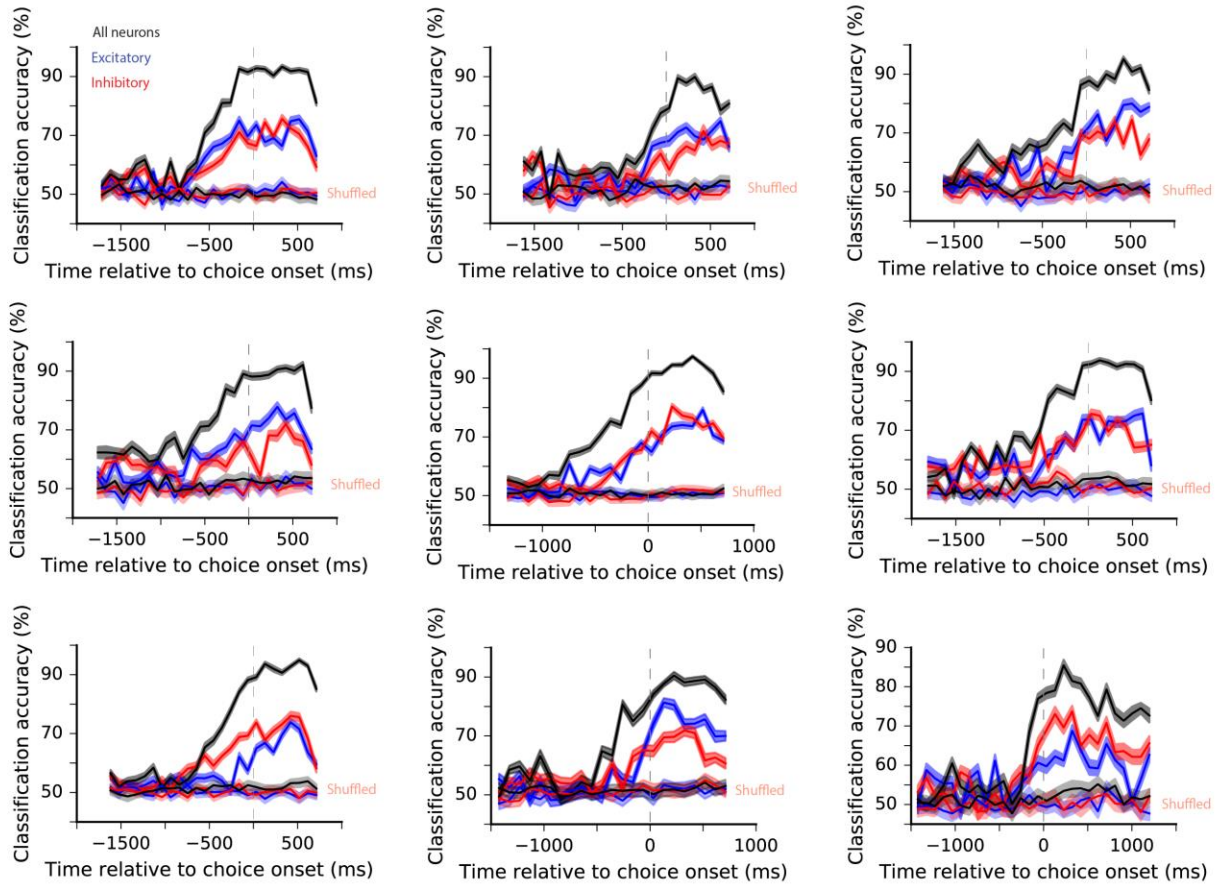 All neurons
Excitatory
Inhibitory
Classification accuracy (%)
90
70
50
Shuffled
−1500 −500 500
Time relative to choice onset (ms)
Classification accuracy (%)
90
70
50
Shuffled
−1500 −500 500
Time relative to choice onset (ms)
Classification accuracy (%)
90
70
50
Shuffled
−1500 −500 500
Time relative to choice onset (ms)
Classification accuracy (%)
90
70
50
Shuffled
−1500 −500 500
Time relative to choice onset (ms)
Classification accuracy (%)
90
70
50
Shuffled
−1000 0 1000
Time relative to choice onset (ms)
Classification accuracy (%)
90
70
50
Shuffled
−1500 −500 500
Time relative to choice onset (ms)
Classification accuracy (%)
90
70
50
Shuffled
−1500 −500 500
Time relative to choice onset (ms)
Classification accuracy (%)
90
70
50
Shuffled
−1000 0 1000
Time relative to choice onset (ms)
Classification accuracy (%)
90
80
70
60
50
Shuffled
−1000 0 1000
Time relative to choice onset (ms)